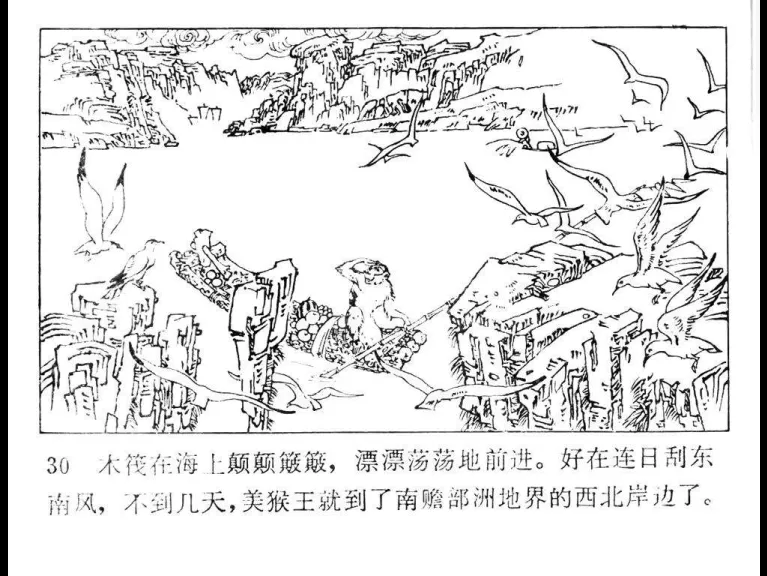 30 木筏在海上颠颠簸簸，漂漂荡荡地前进。好在连日刮东
南风，不到几天，美猴王就到了南赡部洲地界的西北岸边了。